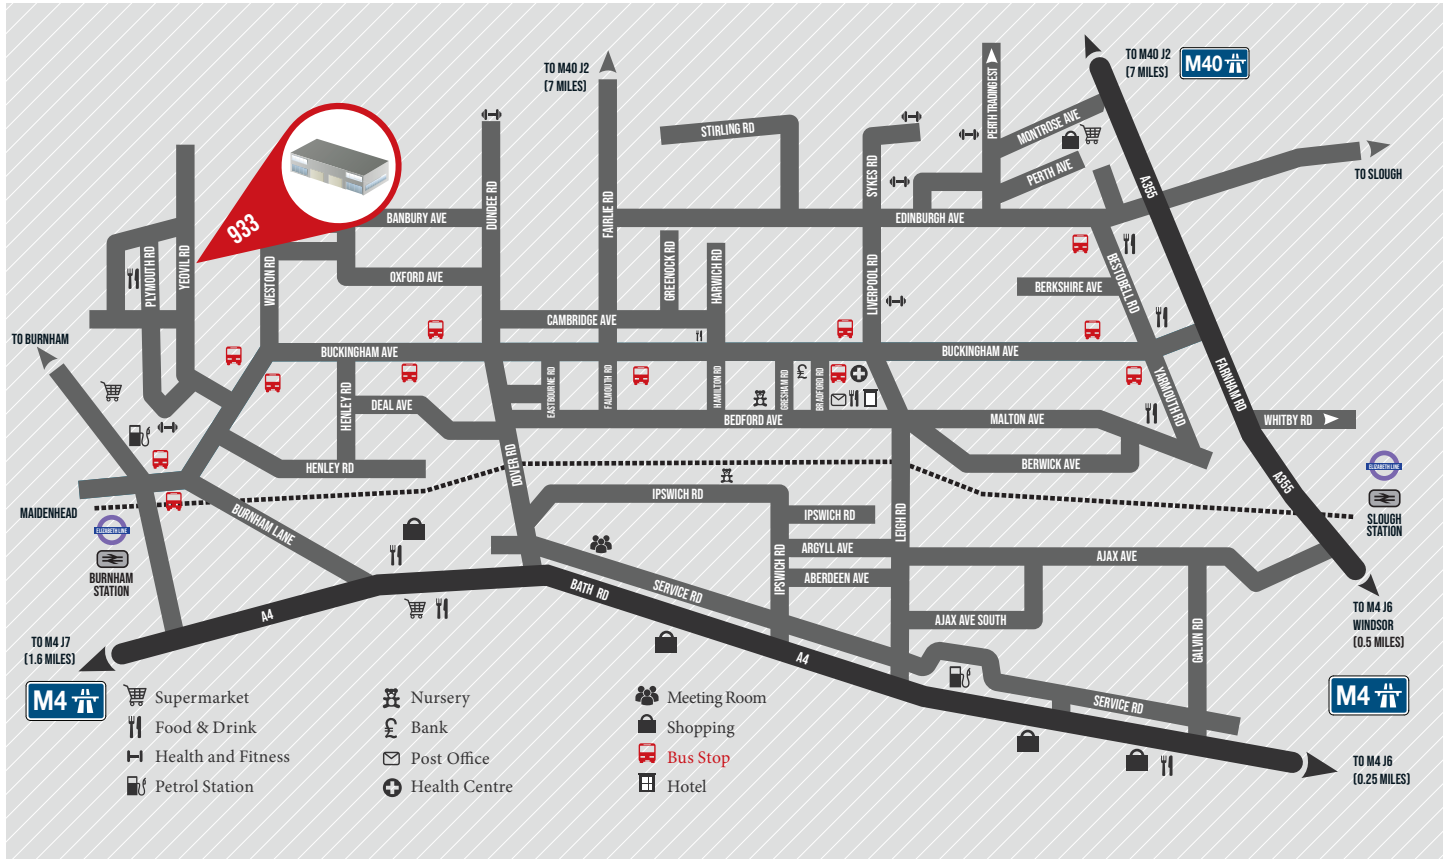 TO M40 J2
(7 MILES)
TO M40 J2
(7 MILES)
M40
PERTH TRADING EST
MONTROSE AVE
STIRLING RD
SYKES RD
PERTH AVE
A355
TO SLOUGH
933
BANBURY AVE
DUNDEE RD
FAIRLIE RD
EDINBURGH AVE
PLYMOUTH RD
YEOVIL RD
WESTON RD
OXFORD AVE
GREENOCK RD
HARWICH RD
LIVERPOOL RD
BESTOBELL RD
BERKSHIRE AVE
CAMBRIDGE AVE
TO BURNHAM
BUCKINGHAM AVE
BUCKINGHAM AVE
FARNHAM RD
HENLEY RD
DEAL AVE
EASTBOURNE RD
FALMOUTH RD
HAMILTON RD
GRESHAM RD
BRADFORD RD
YARMOUTH RD
BEDFORD AVE
MALTON AVE
WHITBY RD
HENLEY RD
DOVER RD
BERWICK AVE
A355
ELIZABETH LINE
SLOUGH
STATION
MAIDENHEAD
ELIZABETH LINE
BURNHAM
STATION
BURNHAM LANE
IPSWICH RD
IPSWICH RD
LEIGH RD
ARGYLL AVE
IPSWICH RD
ABERDEEN AVE
AJAX AVE
SERVICE RD
BATH RD
A4
AJAX AVE SOUTH
GALVIN RD
TO M4 J6
WINDSOR
(0.5 MILES)
TO M4 J7
(1.6 MILES)
M4
A4
SERVICE RD
M4
TO M4 J6
(0.25 MILES)
Supermarket
Food & Drink
Health and Fitness
Petrol Station
Nursery
Bank
Post Office
Health Centre
Meeting Room
Shopping
Bus Stop
Hotel